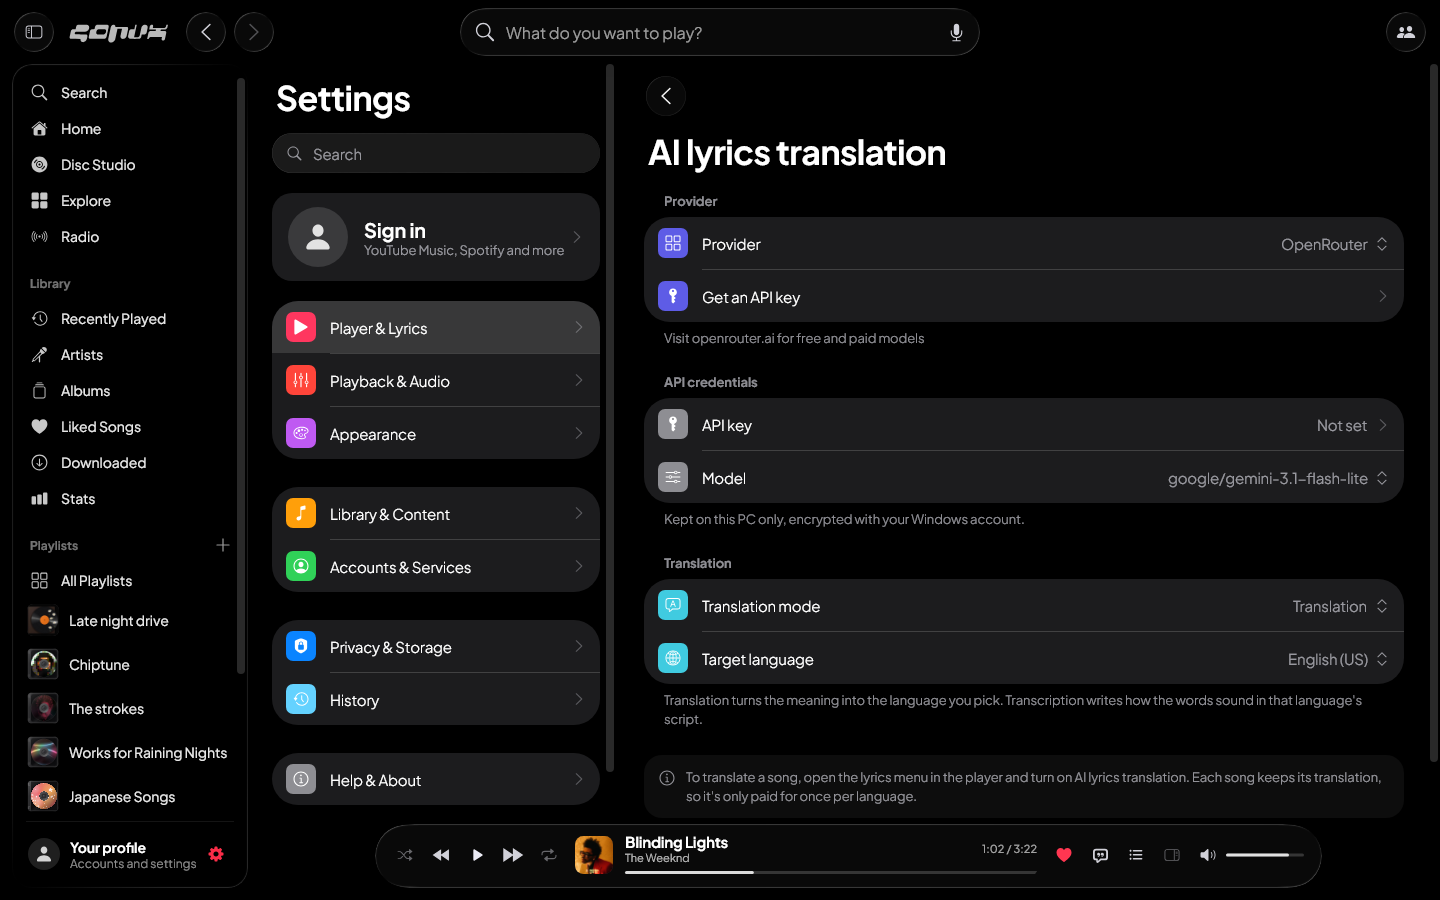 sonux
What do you want to play?
Search
Home
Disc Studio
Explore
Radio
Library
Recently Played
Artists
Albums
Liked Songs
Downloaded
Stats
Playlists
All Playlists
Late night drive
Chiptune
The strokes
Works for Raining Nights
Japanese Songs
Your profile
Accounts and settings
Settings
Search
Sign in
YouTube Music, Spotify and more
Player & Lyrics
Playback & Audio
Appearance
Library & Content
Accounts & Services
Privacy & Storage
History
Help & About
AI lyrics translation
Provider
Provider OpenRouter
Get an API key
Visit openrouter.ai for free and paid models
API credentials
API key Not set
Model google/gemini-3.1-flash-lite
Kept on this PC only, encrypted with your Windows account.
Translation
Translation mode Translation
Target language English (US)
Translation turns the meaning into the language you pick. Transcription writes how the words sound in that language's
script.
To translate a song, open the lyrics menu in the player and turn on AI lyrics translation. Each song keeps its translation,
so it's only paid for once per language.
Blinding Lights
The Weeknd
1:02 / 3:22